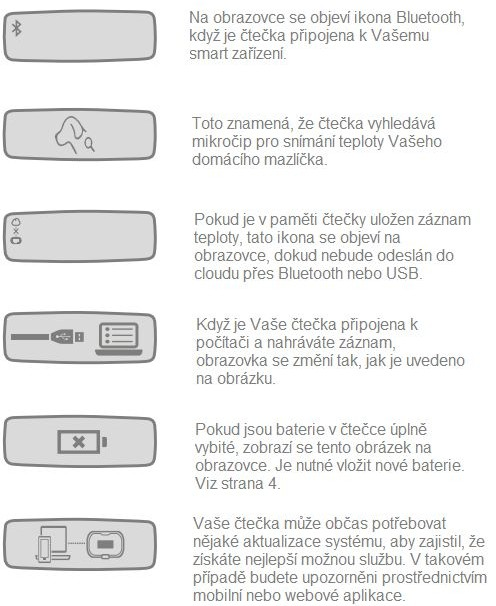 Na obrazovce se objeví ikona Bluetooth,
když je čtečka připojena k Vašemu
smart zařízení.
Toto znamená, že čtečka vyhledává
mikročip pro snímání teploty Vašeho
domácího mazlíčka.
Pokud je v paměti čtečky uložen záznam
teploty, tato ikona se objeví na
obrazovce, dokud nebude odeslán do
cloudu přes Bluetooth nebo USB.
Když je Vaše čtečka připojena k
počítači a nahráváte záznam,
obrazovka se změní tak, jak je uvedeno
na obrázku.
Pokud jsou baterie v čtečce úplně
vybité, zobrazí se tento obrázek na
obrazovce. Je nutné vložit nové baterie.
Viz strana 4.
Vaše čtečka může občas potřebovat
nějaké aktualizace systému, aby zajistil, že
získáte nejlepší možnou službu. V takovém
případě budete upozorněni prostřednictvím
mobilní nebo webové aplikace.